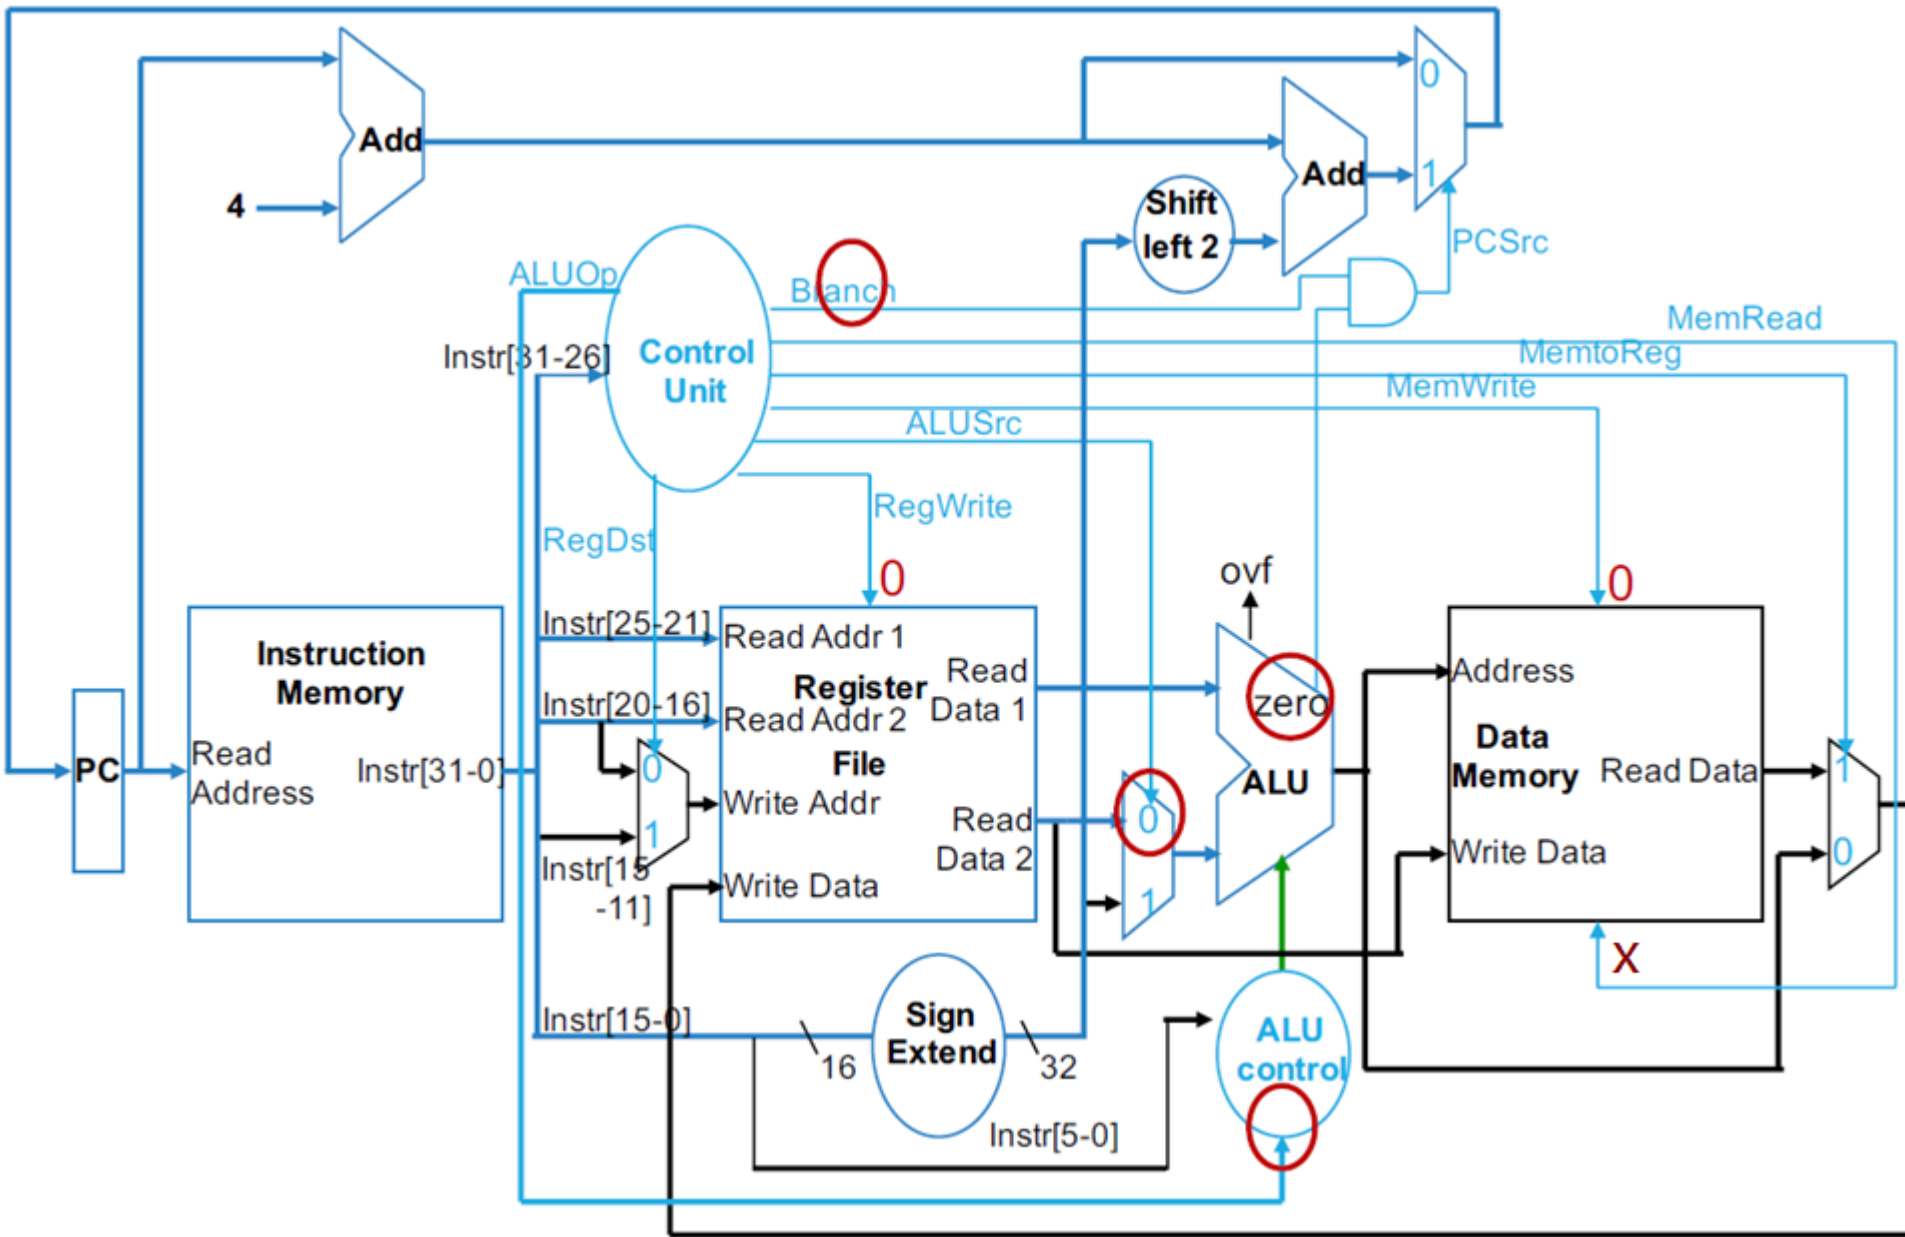 0
Add
1
Add
4
Shift
left 2
PCSrc
ALUOp
Branch
MemRead
Instr[31-26]
Control
Unit
MemtoReg
MemWrite
ALUSrc
RegWrite
RegDst
0
ovf
0
Instr[25-21]
Read Addr 1
Instruction
Memory
Read
Data 1
Address
Register
Instr[20-16]
Read Addr 2
zero
Data
Memory
Read
Address
Instr[31-0]
PC
0
File
ALU
Read Data
1
Write Addr
1
Read
Data 2
0
Write Data
0
Instr[15
-11]
Write Data
1
X
Instr[15-0]
16
Sign
Extend
32
ALU
control
Instr[5-0]